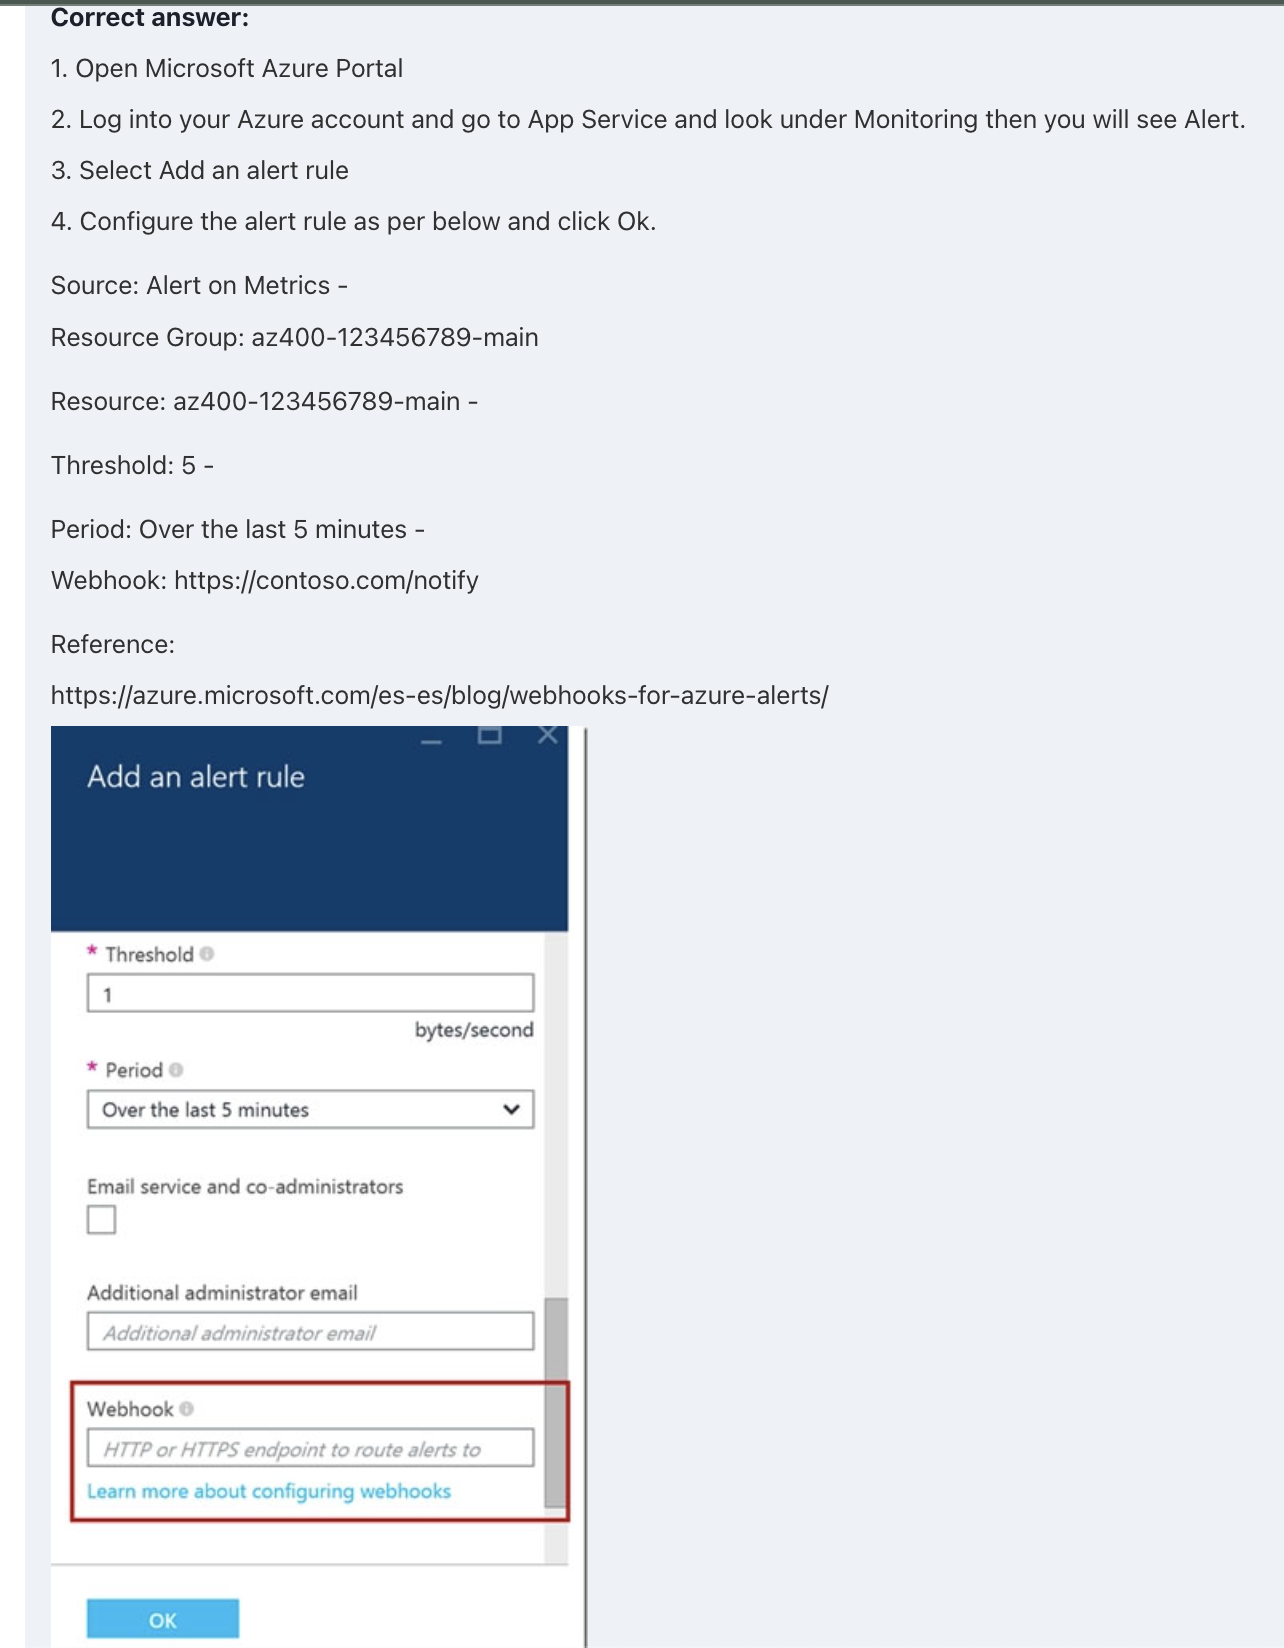 Correct answer:
1. Open Microsoft Azure Portal
2. Log into your Azure account and go to App Service and look under Monitoring then you will see Alert.
3. Select Add an alert rule
4. Configure the alert rule as per below and click Ok.
Source: Alert on Metrics -
Resource Group: az400-123456789-main
Resource: az400-123456789-main -
Threshold: 5 -
Period: Over the last 5 minutes -
Webhook: https://contoso.com/notify
Reference:
https://azure.microsoft.com/es-es/blog/webhooks-for-azure-alerts/
Add an alert rule
* Threshold
1
bytes/second
* Period
Over the last 5 minutes
Email service and co-administrators
Additional administrator email
Additional administrator email
Webhook
HTTP or HTTPS endpoint to route alerts to
Learn more about configuring webhooks
OK